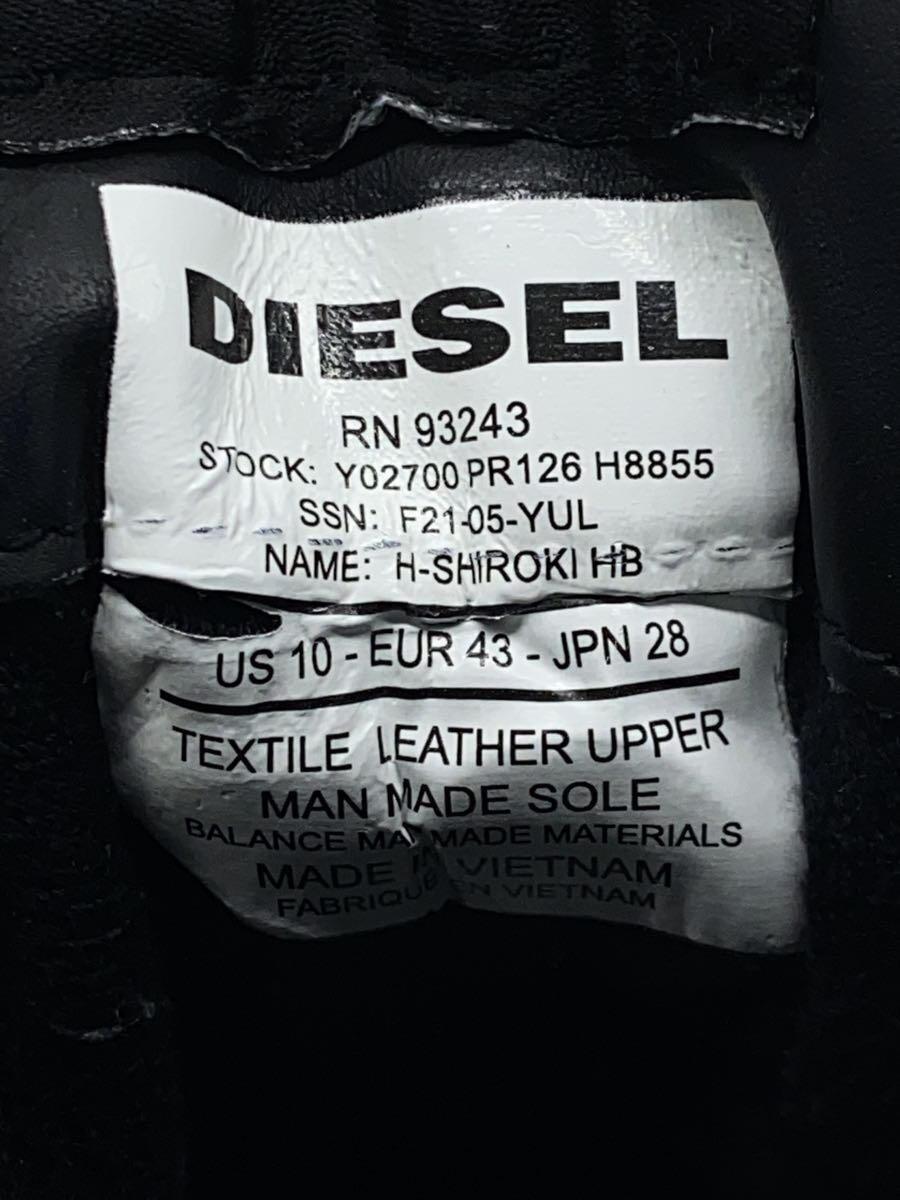 DIESEL
RN 93243
STOCK: Y02700 PR126 H8855
SSN: F21-05-YUL
NAME: H-SHIROKI HB
US 10 - EUR 43 - JPN 28
TEXTILE LEATHER UPPER
MAN MADE SOLE
BALANCE MAN MADE MATERIALS
MADE IN VIETNAM
FABRIQUE EN VIETNAM